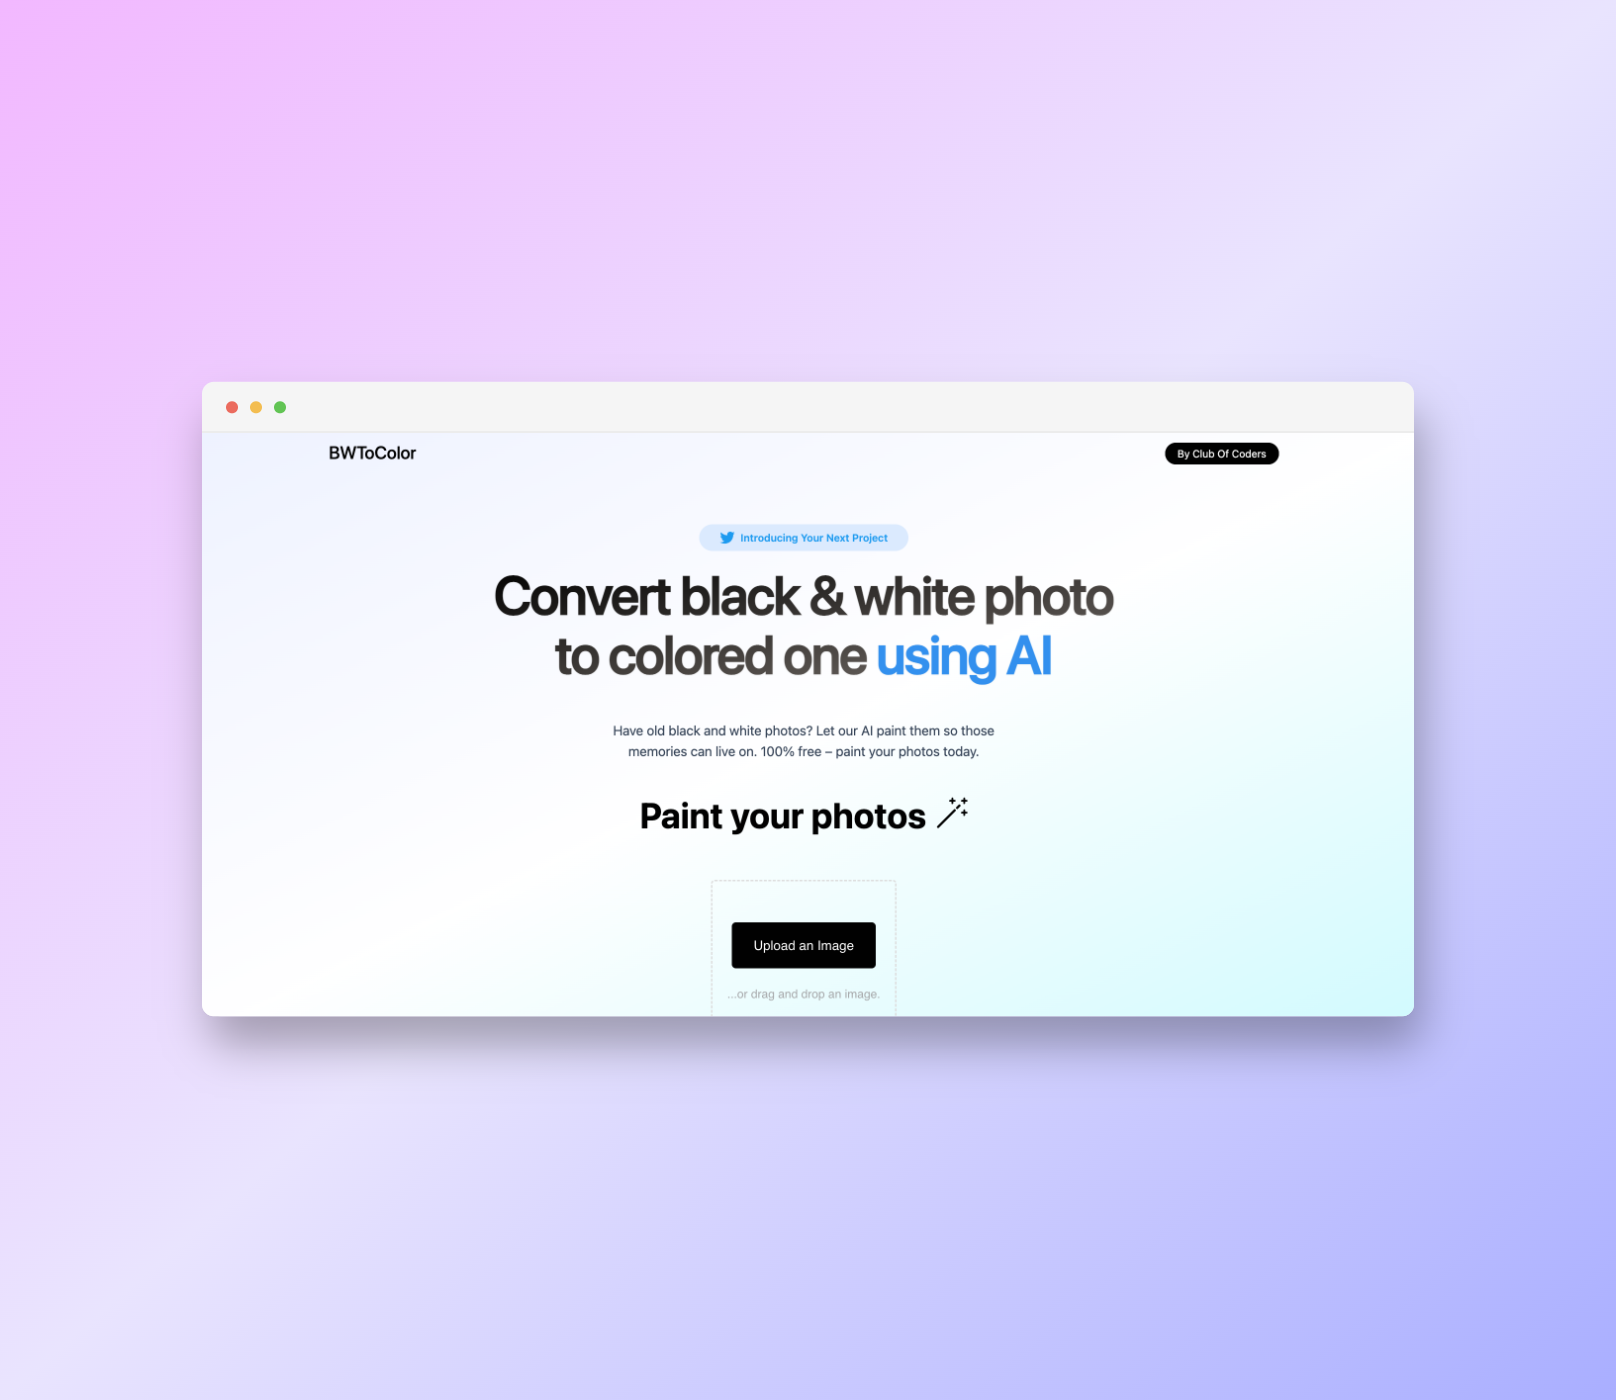 BWToColor
By Club Of Coders
Introducing Your Next Project
Convert black & white photo
to colored one using AI
Have old black and white photos? Let our AI paint them so those
memories can live on. 100% free – paint your photos today.
Paint your photos
Upload an Image
...or drag and drop an image.